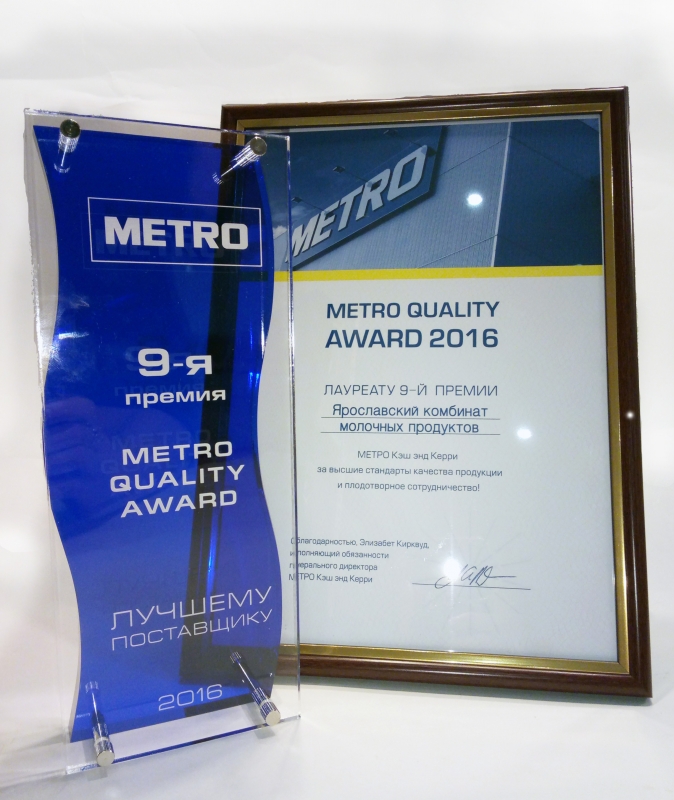 METRO
9-я
премия
METRO
QUALITY
AWARD
ЛУЧШЕМУ
ПОСТАВЩИКУ
2016
METRO
METRO QUALITY
AWARD 2016
ЛАУРЕАТУ 9-Й ПРЕМИИ
Ярославский комбинат
молочных продуктов
МЕТРО Кэш энд Керри
за высшие стандарты качества продукции
и плодотворное сотрудничество!
благодарностью, Элизабет Кирквуд,
исполняющий обязанности
генерального директора
МЕТРО Кэш энд Керри